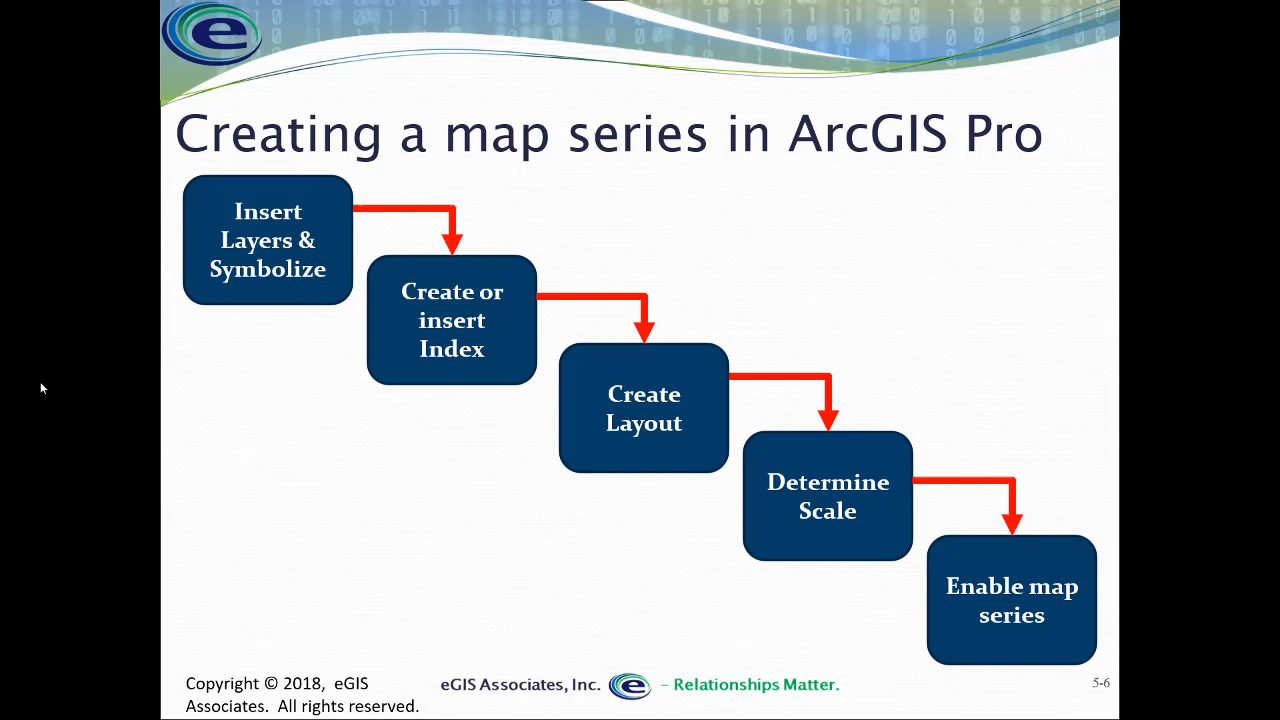 Creating a map series in ArcGIS Pro
Insert
Layers &
Symbolize
Create or
insert
Index
Create
Layout
Determine
Scale
Enable map
series
Copyright © 2018, eGIS
Associates. All rights reserved.
eGIS Associates, Inc. e – Relationships Matter.
5-6